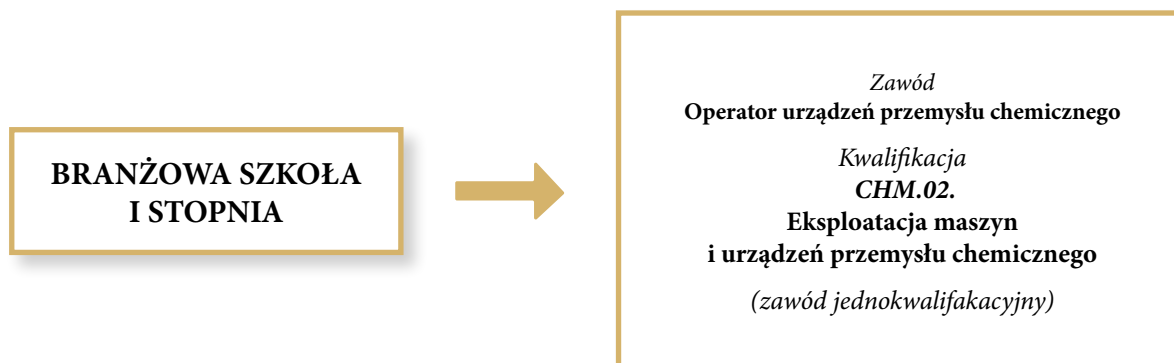 BRANŻOWA SZKOŁA
I STOPNIA
Zawód
Operator urządzeń przemysłu chemicznego
Kwalifikacja
CHM.02.
Eksploatacja maszyn
i urządzeń przemysłu chemicznego
(zawód jednokwalifakacyjny)